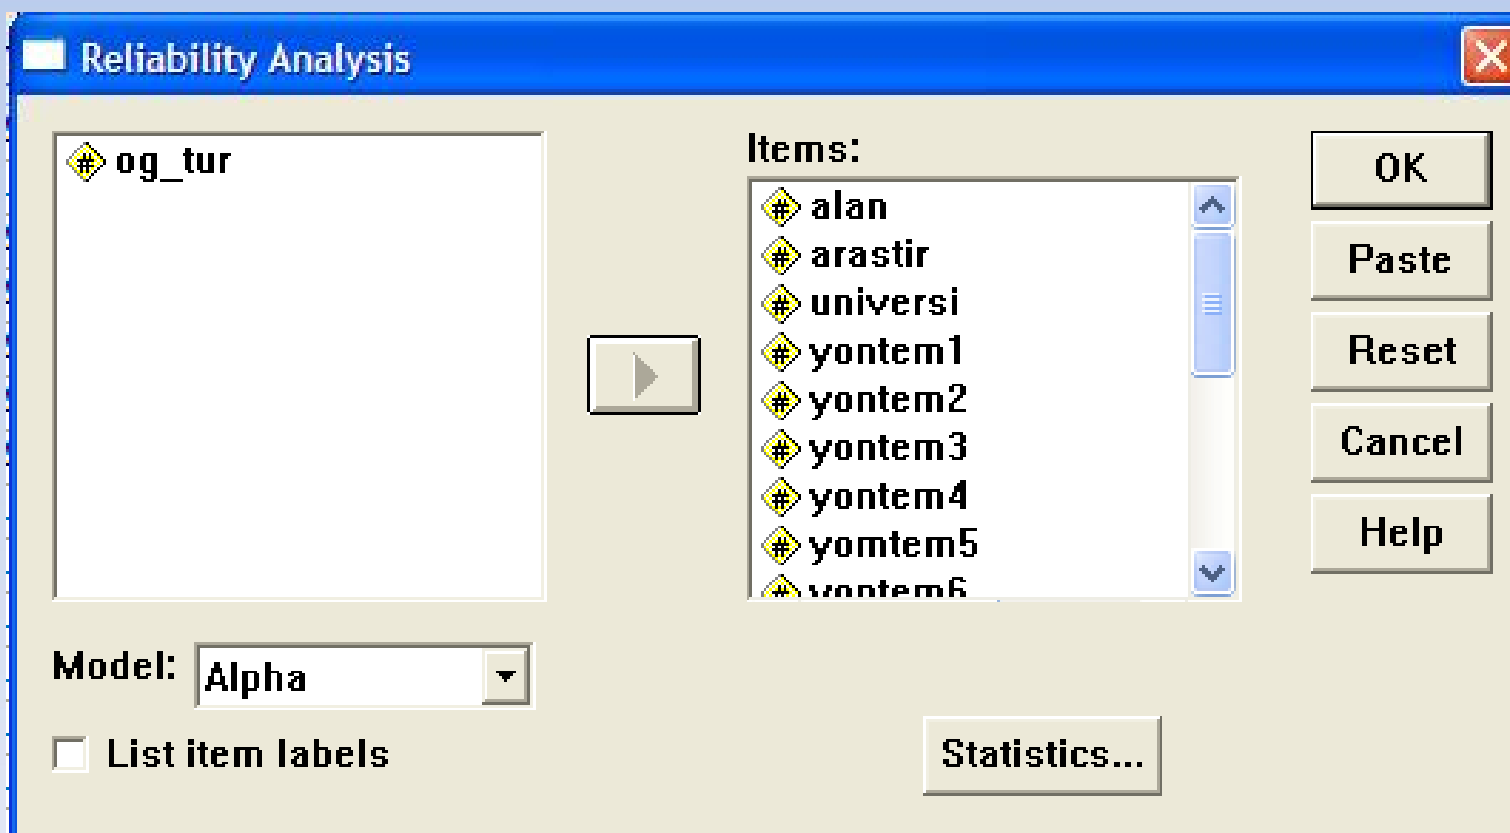 Reliability Analysis
og_tur
Items:
alan
arastir
universi
yontem1
yontem2
yontem3
yontem4
yomtem5
yontem6
OK
Paste
Reset
Cancel
Help
Model: Alpha
List item labels
Statistics...